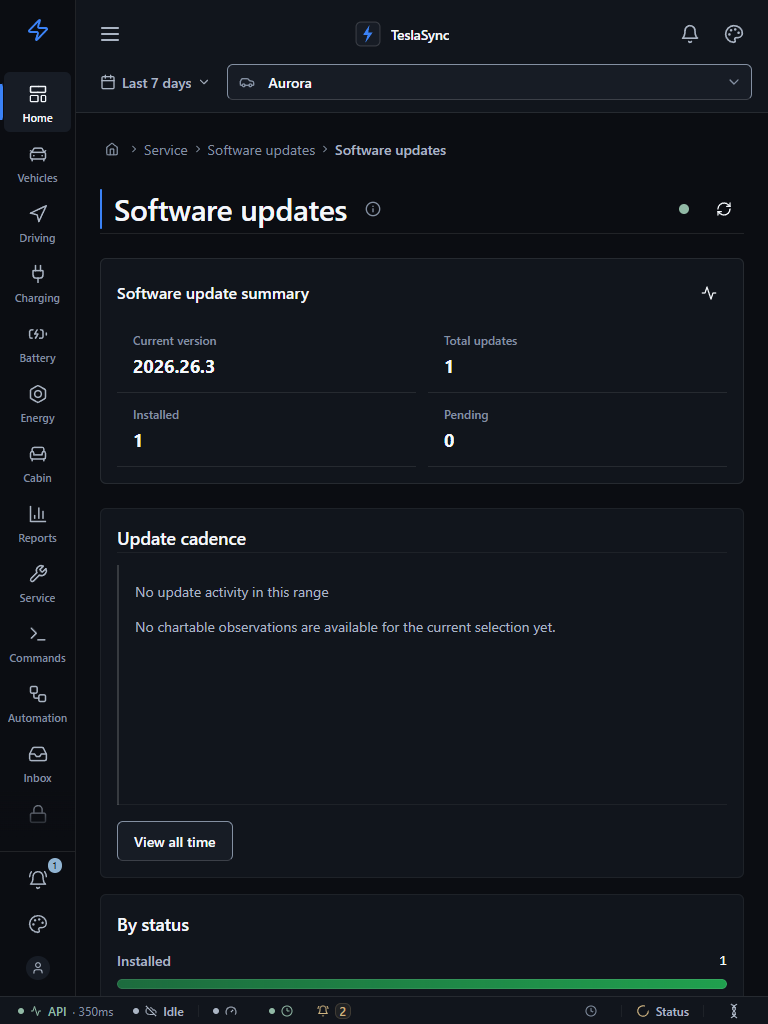 TeslaSync
Last 7 days
Aurora
Home
Vehicles
Driving
Charging
Battery
Energy
Cabin
Reports
Service
Commands
Automation
Inbox
1
Service
Software updates
Software updates
Software updates
Software update summary
Current version
2026.26.3
Total updates
1
Installed
1
Pending
0
Update cadence
No update activity in this range
No chartable observations are available for the current selection yet.
View all time
By status
Installed
1
API · 350ms
Idle
2
Status